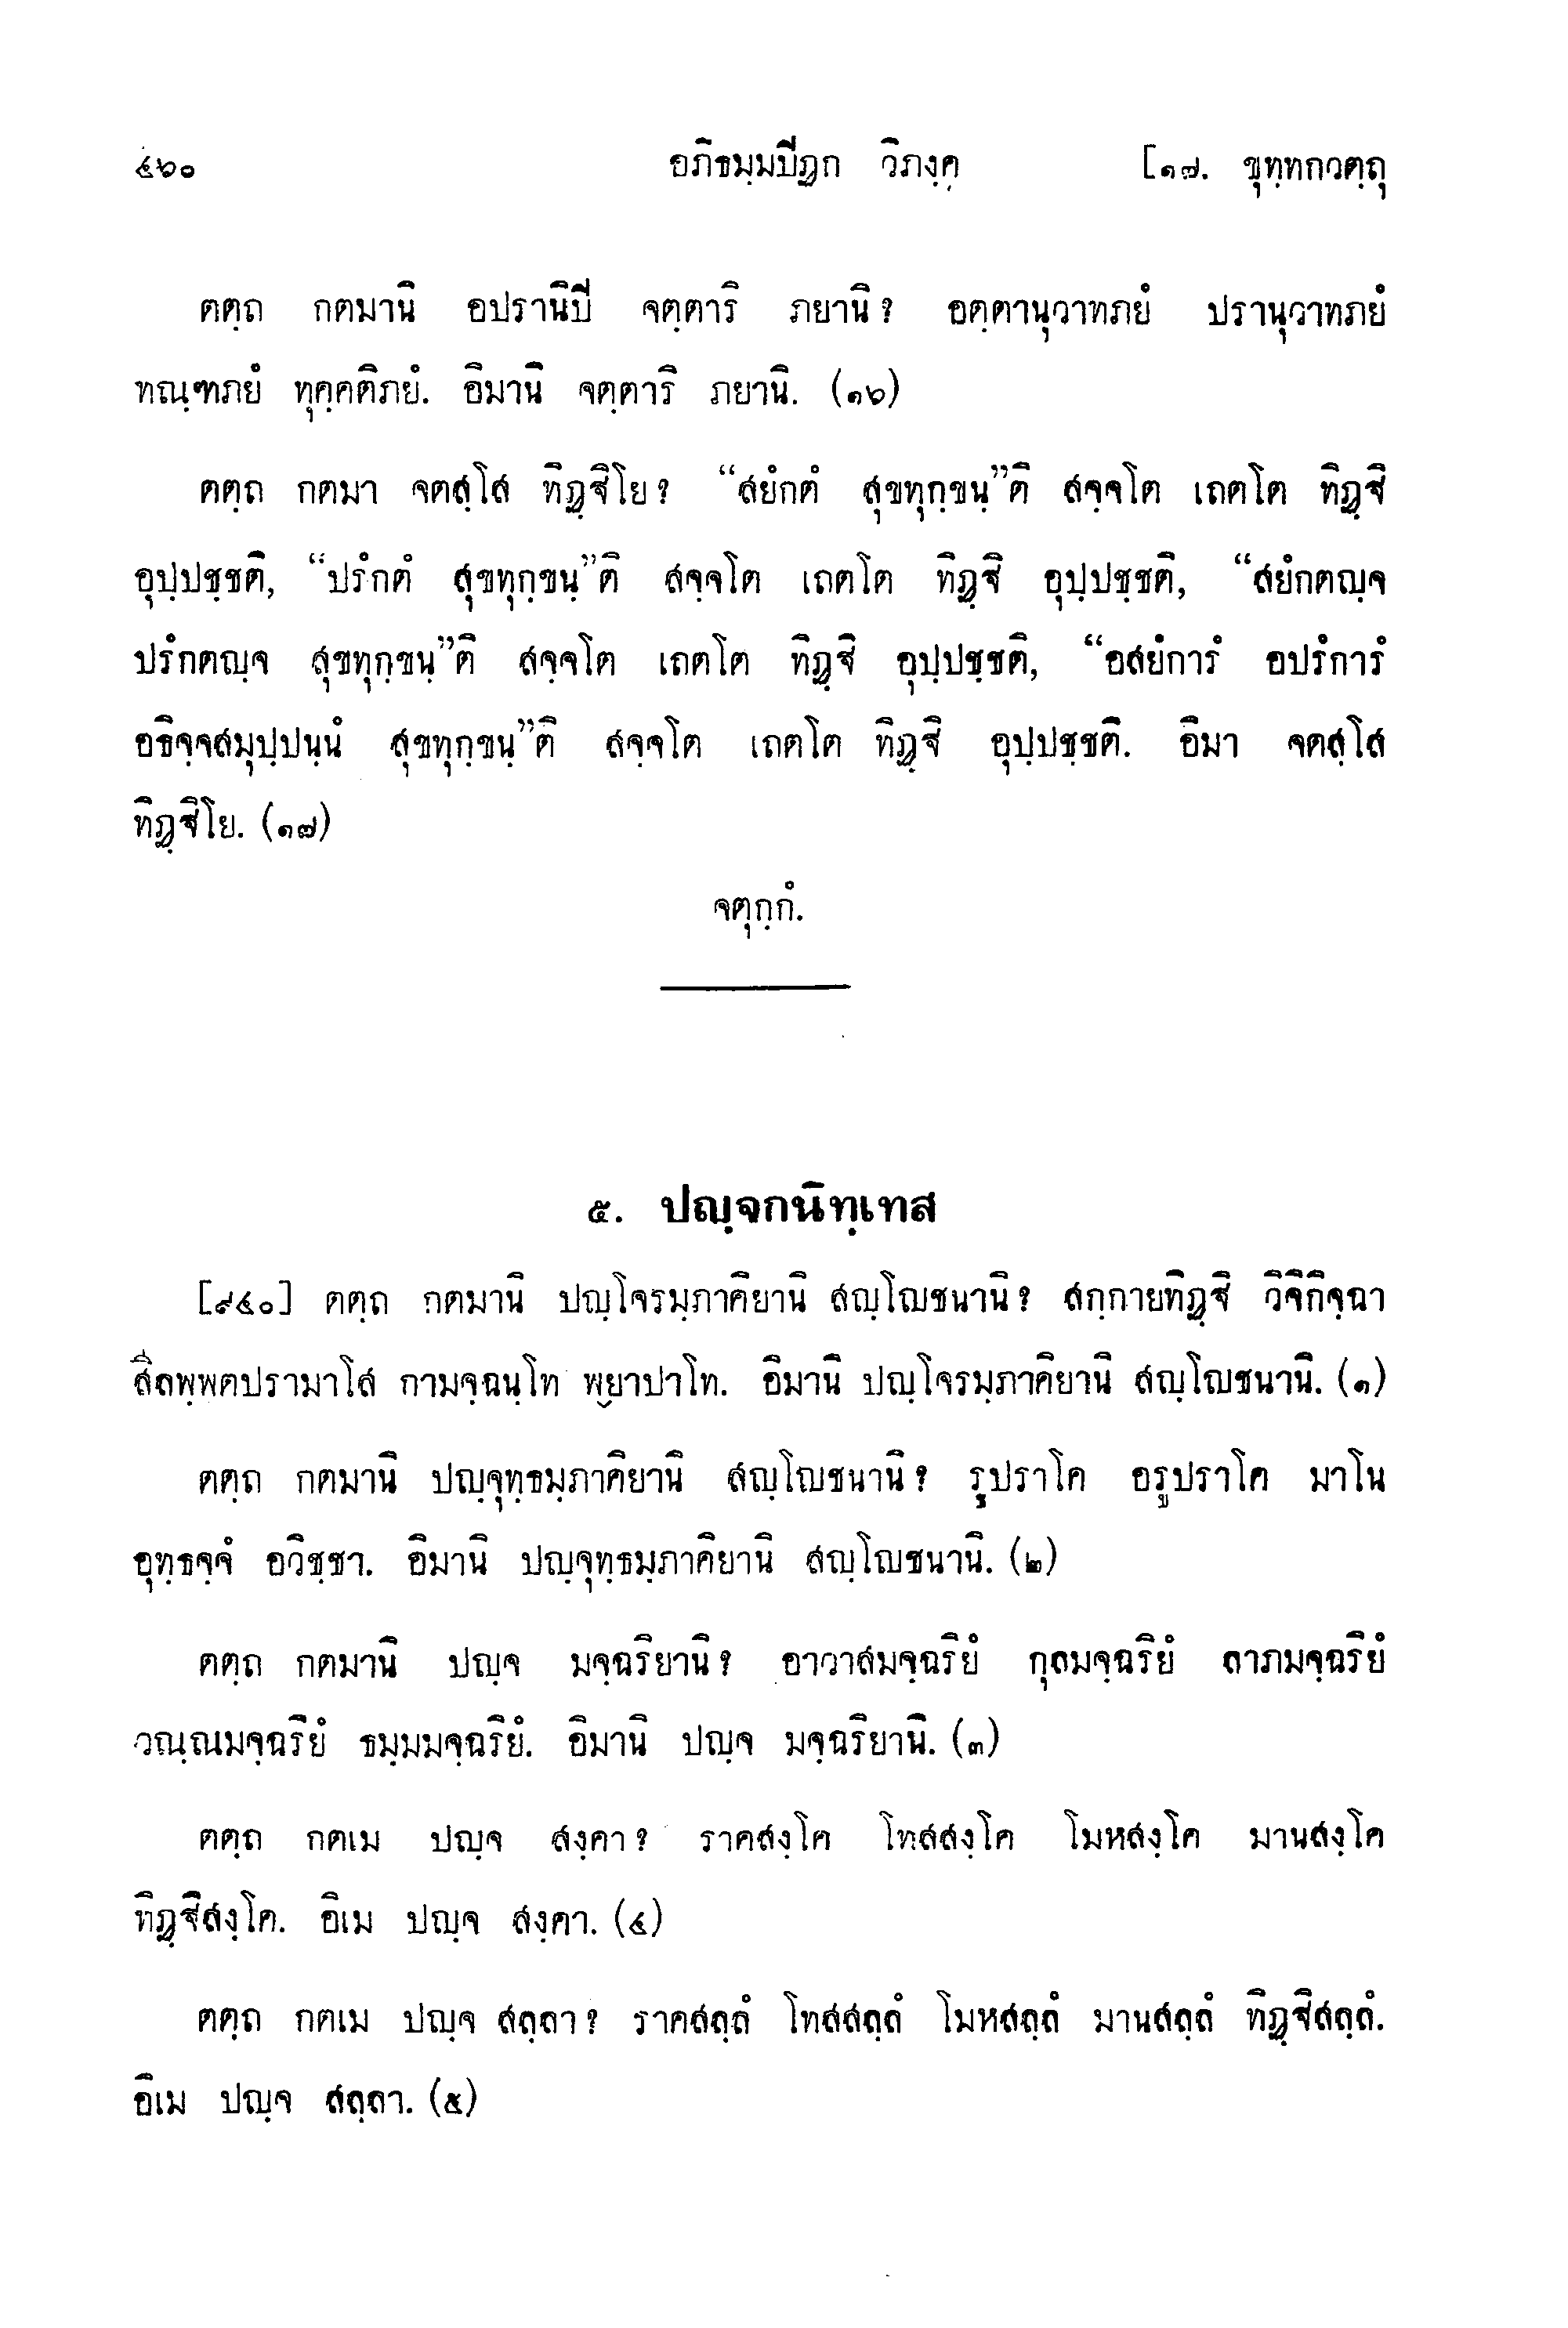 ๔๖๐ อภิธมฺมปิฏก วิภงฺค [๑๗. ขุทฺทกวตฺถุ
ตตฺถ กตมานิ อปรานิปิ จตฺตาริ ภยานิ? อตฺตานุวาทภยํ ปรานุวาทภยํ
ทณฺฑภยํ ทุคฺคติภยํ. อิมานิ จตฺตาริ ภยานิ. (๑๖)
ตตฺถ กตมา จตสฺโส ทิฏฺฐิโย? “สยํกตํ สุขทุกฺขนฺ”ติ สจฺจโต เถตโต ทิฏฺฐิ
อุปฺปชฺชติ, “ปรํกตํ สุขทุกฺขนฺ”ติ สจฺจโต เถตโต ทิฏฺฐิ อุปฺปชฺชติ, “สยํกตญฺจ
ปรํกตญฺจ สุขทุกฺขนฺ”ติ สจฺจโต เถตโต ทิฏฺฐิ อุปฺปชฺชติ, “อสยํการํ อปรํการํ
อธิจฺจสมุปฺปนฺนํ สุขทุกฺขนฺ”ติ สจฺจโต เถตโต ทิฏฺฐิ อุปฺปชฺชติ. อิมา จตสฺโส
ทิฏฺฐิโย. (๑๗)
จตุกฺกํ.
๕. ปญฺจกนิทฺเทส
[๙๔๐] ตตฺถ กตมานิ ปญฺโจรมฺภาคิยานิ สญฺโญชนานิ? สกฺกายทิฏฺฐิ วิจิกิจฺฉา
สีลพฺพตปรามาโส กามจฺฉนฺโท พฺยาปาโท. อิมานิ ปญฺโจรมฺภาคิยานิ สญฺโญชนานิ. (๑)
ตตฺถ กตมานิ ปญฺจุทฺธมฺภาคิยานิ สญฺโญชนานิ? รูปราโค อรูปราโค มาโน
อุทฺธจฺจํ อวิชฺชา. อิมานิ ปญฺจุทฺธมฺภาคิยานิ สญฺโญชนานิ. (๒)
ตตฺถ กตมานิ ปญฺจ มจฺฉริยานิ? อาวาสมจฺฉริยํ กุลมจฺฉริยํ ลาภมจฺฉริยํ
วณฺณมจฺฉริยํ ธมฺมมจฺฉริยํ. อิมานิ ปญฺจ มจฺฉริยานิ. (๓)
ตตฺถ กตเม ปญฺจ สงฺคา? ราคสงฺโค โทสสงฺโค โมหสงฺโค มานสงฺโค
ทิฏฺฐิสงฺโค. อิเม ปญฺจ สงฺคา. (๔)
ตตฺถ กตเม ปญฺจ สลฺลา? ราคสลฺลํ โทสสลฺลํ โมหสลฺลํ มานสลฺลํ ทิฏฺฐิสลฺลํ.
อิเม ปญฺจ สลฺลา. (๕)